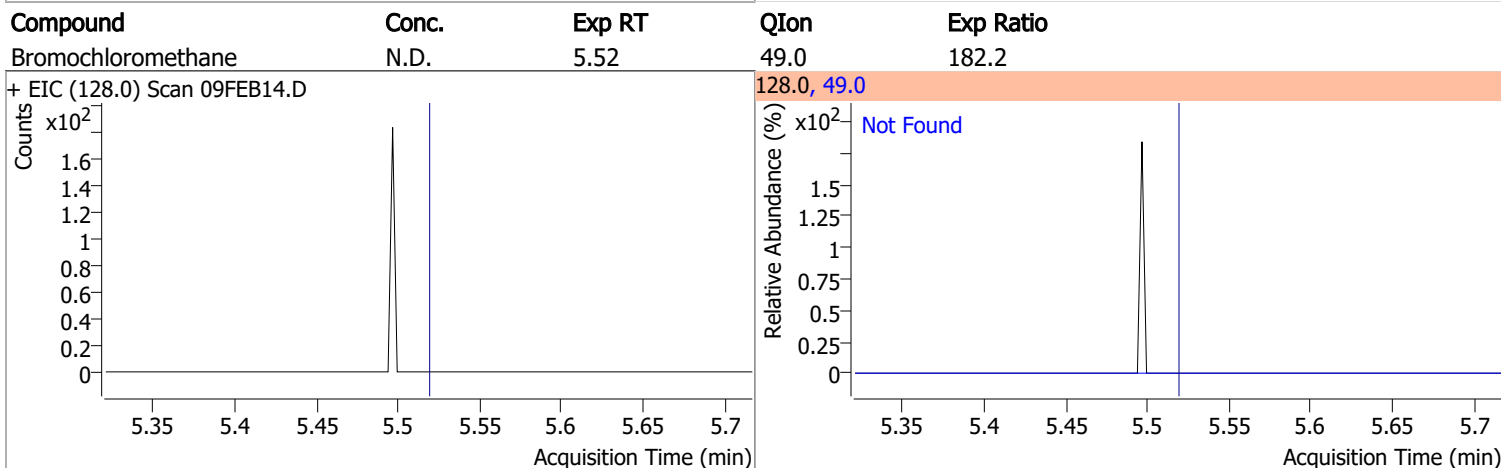 Compound Conc. Exp RT QIon Exp Ratio
Bromochloromethane N.D. 5.52 49.0 182.2
+ EIC (128.0) Scan 09FEB14.D
128.0, 49.0
Counts
x10²
1.6
1.4
1.2
1
0.8
0.6
0.4
0.2
0
5.35 5.4 5.45 5.5 5.55 5.6 5.65 5.7
Acquisition Time (min)
Relative Abundance (%)
x10²
Not Found
1.5
1.25
1
0.75
0.5
0.25
0
5.35 5.4 5.45 5.5 5.55 5.6 5.65 5.7
Acquisition Time (min)